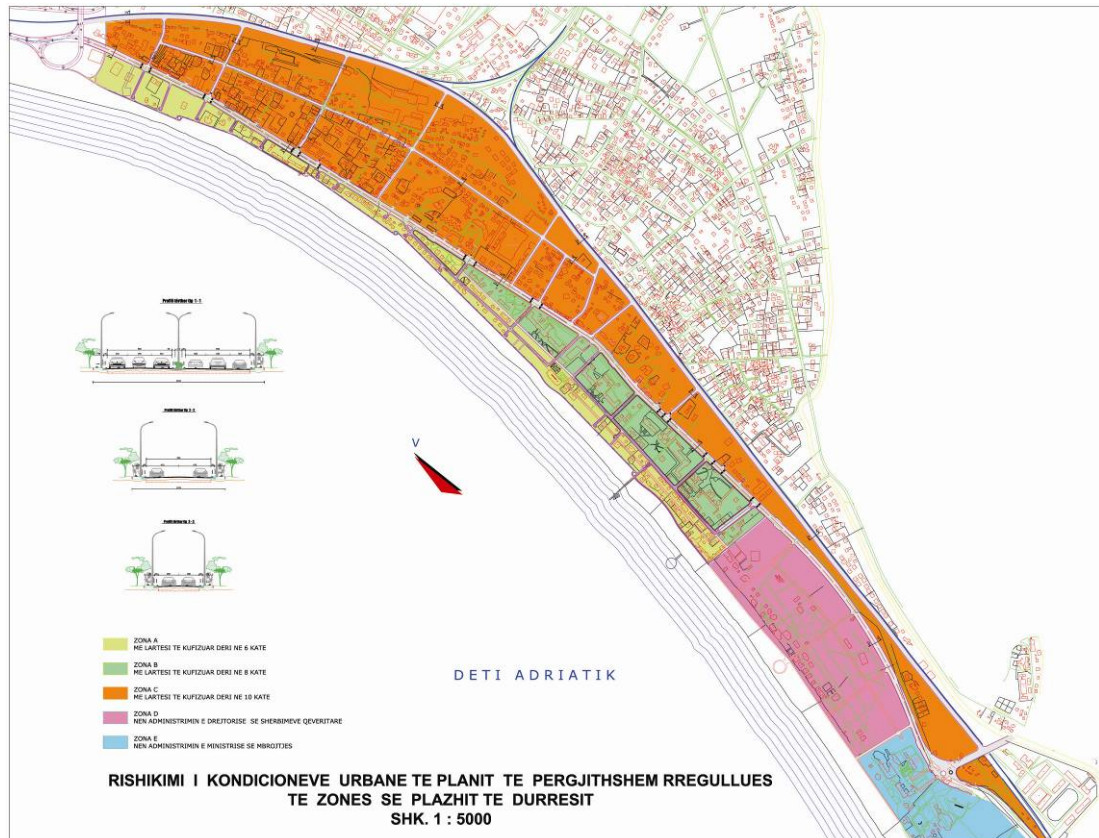 V
DETI ADRIATIK
ZONA A
ME LARTESI TE KUFIZUAR DERI NE 6 KATE
ZONA B
ME LARTESI TE KUFIZUAR DERI NE 8 KATE
ZONA C
ME LARTESI TE KUFIZUAR DERI NE 10 KATE
ZONA D
NEN ADMINISTRIMIN E DREJTORISE SE SHERBIMEVE QEVERITARE
ZONA E
NEN ADMINISTRIMIN E MINISTRISE SE MBROJTJES
RISHIKIMI I KONDICIONEVE URBANE TE PLANIT TE PERGJITHSHEM RREGULLUES
TE ZONES SE PLAZHIT TE DURRESIT
SHK. 1 : 5000